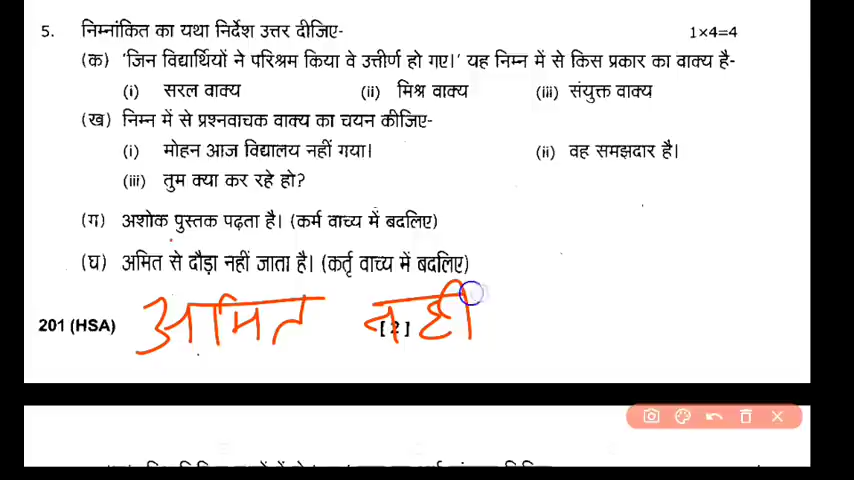 5. निम्नांकित का यथा निर्देश उत्तर दीजिए- 1×4=4
(क) 'जिन विद्यार्थियों ने परिश्रम किया वे उत्तीर्ण हो गए।' यह निम्न में से किस प्रकार का वाक्य है-
(i) सरल वाक्य (ii) मिश्र वाक्य (iii) संयुक्त वाक्य
(ख) निम्न में से प्रश्नवाचक वाक्य का चयन कीजिए-
(i) मोहन आज विद्यालय नहीं गया। (ii) वह समझदार है।
(iii) तुम क्या कर रहे हो?
(ग) अशोक पुस्तक पढ़ता है। (कर्म वाच्य में बदलिए)
(घ) अमित से दौड़ा नहीं जाता है। (कर्तृ वाच्य में बदलिए)
अमित नही
201 (HSA) [ 2 ]